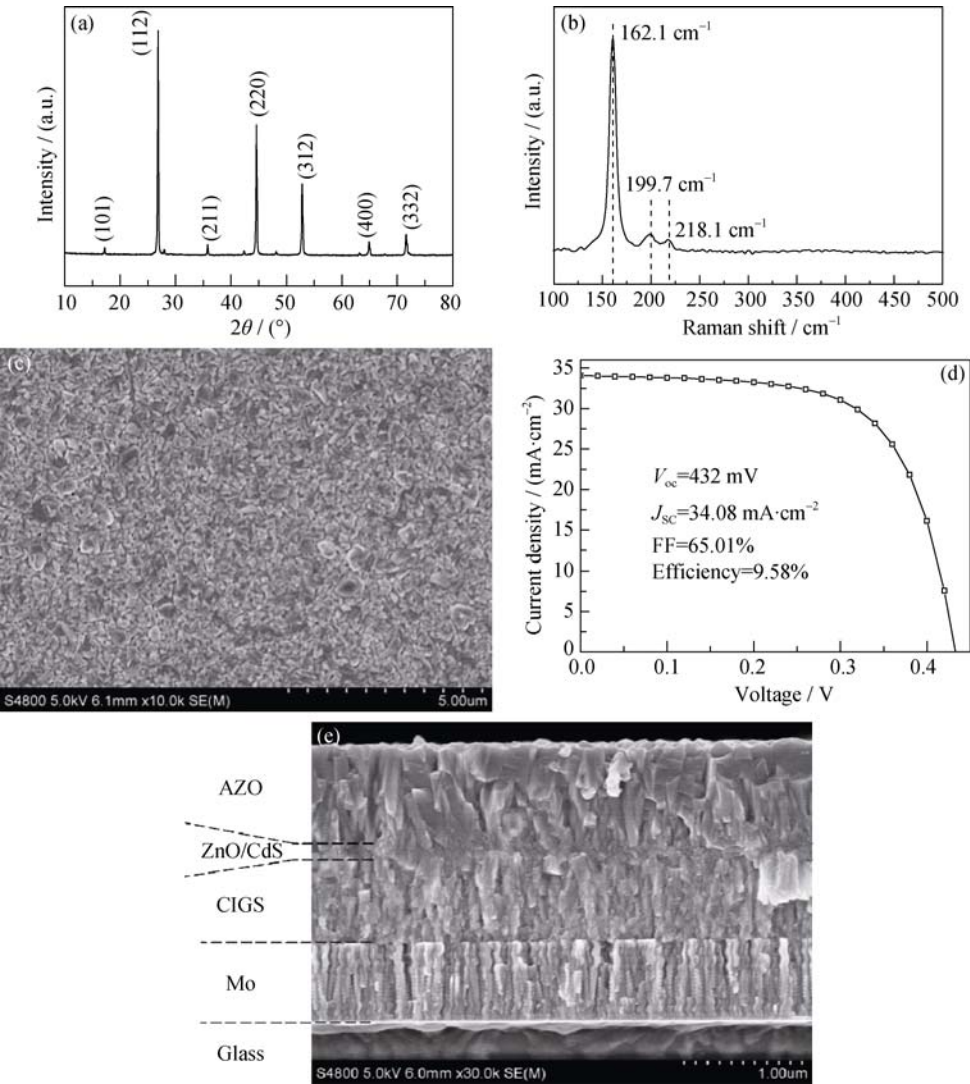 (a)
(112)
(101)
(211)
(220)
(312)
(400)
(332)
Intensity / (a.u.)
10 20 30 40 50 60 70 80
2θ / (°)
(b)
162.1 cm⁻¹
199.7 cm⁻¹
218.1 cm⁻¹
Intensity / (a.u.)
100 150 200 250 300 350 400 450 500
Raman shift / cm⁻¹
(c)
S4800 5.0kV 6.1mm x10.0k SE(M)
5.00um
(d)
35
30
25
20
15
10
5
0
Current density / (mA·cm⁻²)
Voc=432 mV
JSC=34.08 mA·cm⁻²
FF=65.01%
Efficiency=9.58%
0.0 0.1 0.2 0.3 0.4
Voltage / V
(e)
AZO
ZnO/CdS
CIGS
Mo
Glass
S4800 5.0kV 6.0mm x30.0k SE(M)
1.00um